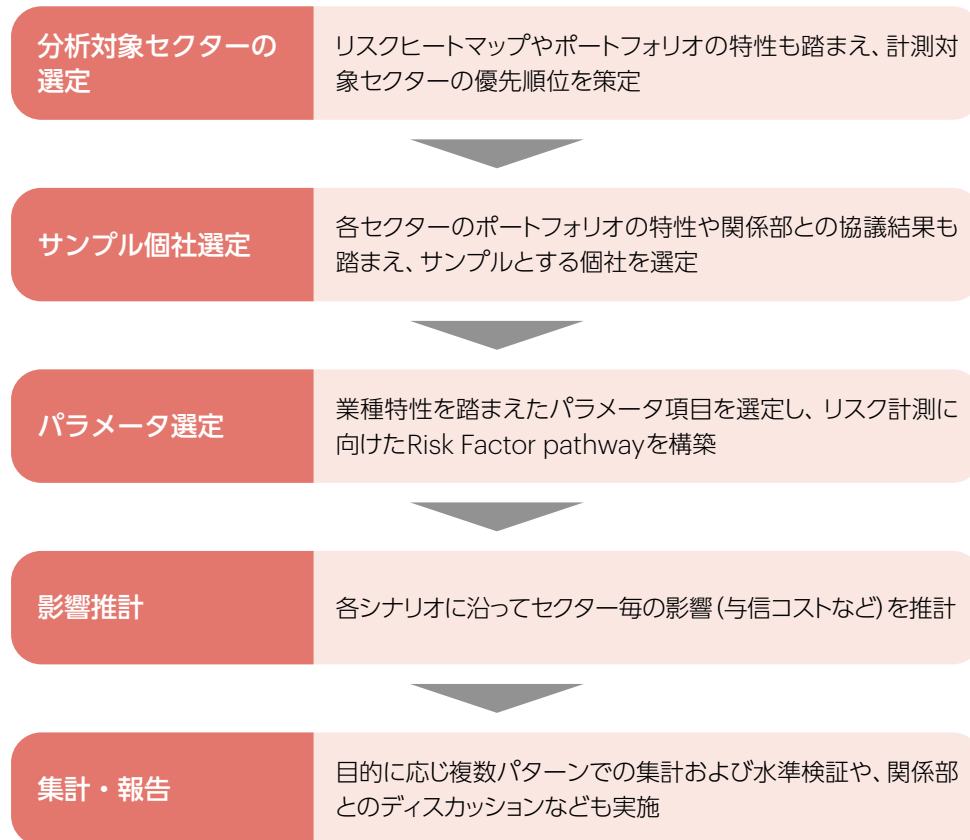 分析対象セクターの
選定
リスクヒートマップやポートフォリオの特性も踏まえ、計測対
象セクターの優先順位を策定
サンプル個社選定
各セクターのポートフォリオの特性や関係部との協議結果も
踏まえ、サンプルとする個社を選定
パラメータ選定
業種特性を踏まえたパラメータ項目を選定し、リスク計測に
向けたRisk Factor pathwayを構築
影響推計
各シナリオに沿ってセクター毎の影響(与信コストなど)を推計
集計・報告
目的に応じ複数パターンでの集計および水準検証や、関係部
とのディスカッションなども実施